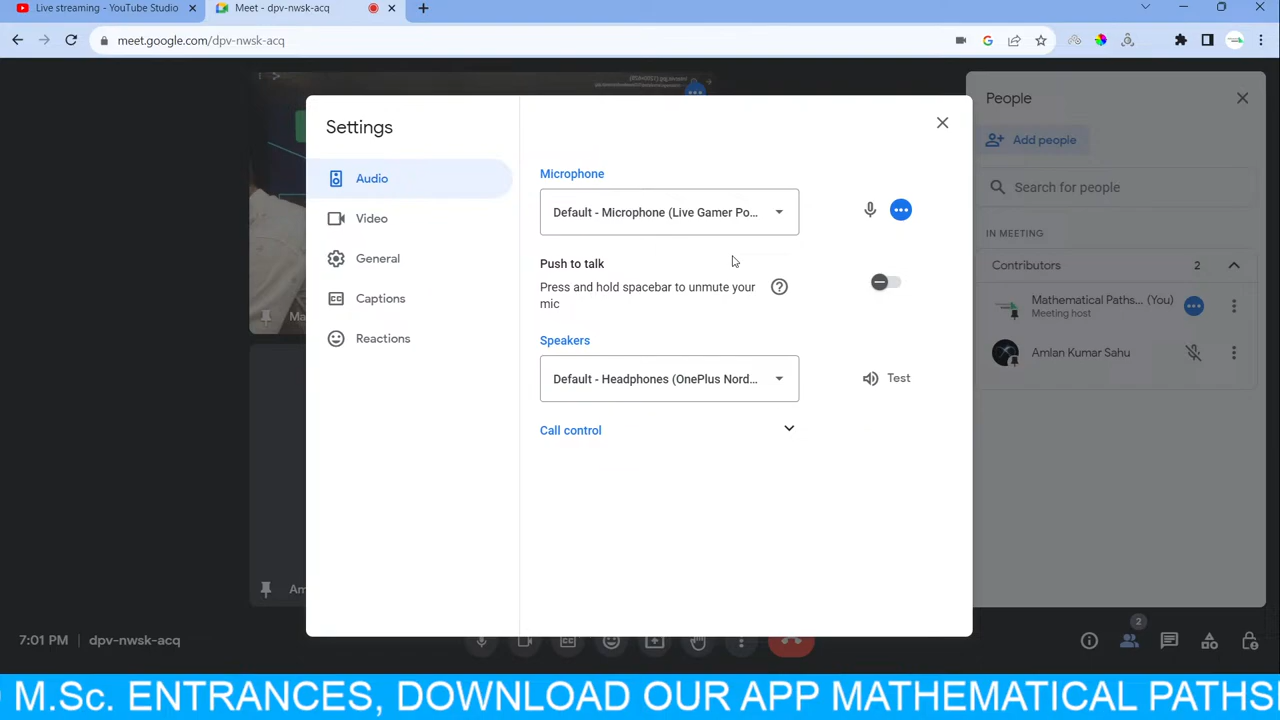 Live streaming - YouTube Studio
Meet - dpv-nwsk-acq
meet.google.com/dpv-nwsk-acq
Settings
Audio
Video
General
Captions
Reactions
Microphone
Default - Microphone (Live Gamer Po...
Push to talk
Press and hold spacebar to unmute your
mic
Speakers
Default - Headphones (OnePlus Nord...
Test
Call control
People
Add people
Search for people
IN MEETING
Contributors
2
Mathematical Paths... (You)
Meeting host
Amlan Kumar Sahu
Ma
Am
7:01 PM
dpv-nwsk-acq
2
M.Sc. ENTRANCES, DOWNLOAD OUR APP MATHEMATICAL PATHS